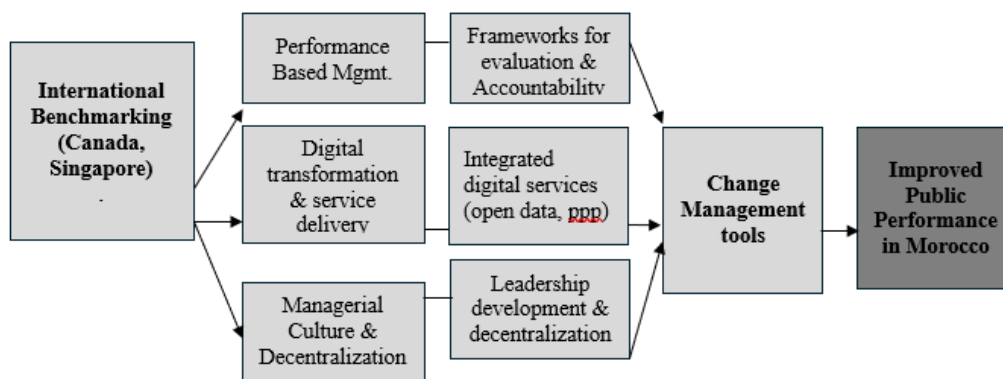 International
Benchmarking
(Canada,
Singapore)
.
Performance
Based Mgmt.
Frameworks for
evaluation &
Accountability
Digital
transformation
& service
delivery
Integrated
digital services
(open data, ppp)
Managerial
Culture &
Decentralization
Leadership
development &
decentralization
Change
Management
tools
Improved
Public
Performance
in Morocco